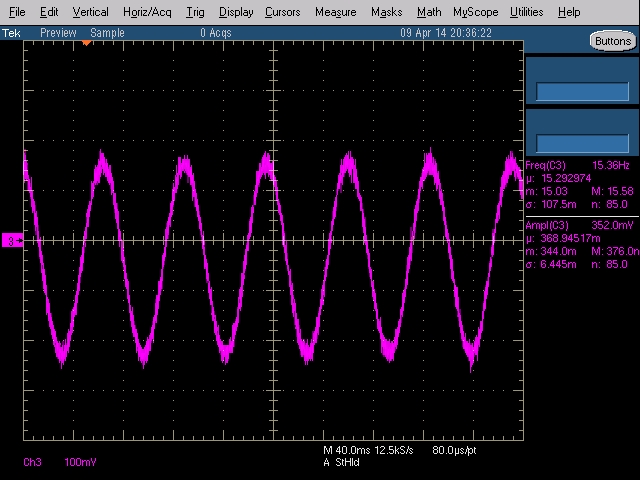 File Edit Vertical Horiz/Acq Trig Display Cursors Measure Masks Math MyScope Utilities Help
Tek Preview Sample 0 Acqs 09 Apr 14 20:36:22
Buttons
Freq(C3) 15.36Hz
µ: 15.292974
m: 15.03 M: 15.58
σ: 107.5m n: 85.0
Ampl(C3) 352.0mV
µ: 368.94517m
m: 344.0m M: 376.0m
σ: 6.445m n: 85.0
3
Ch3 100mV
M 40.0ms 12.5kS/s 80.0µs/pt
A StHld